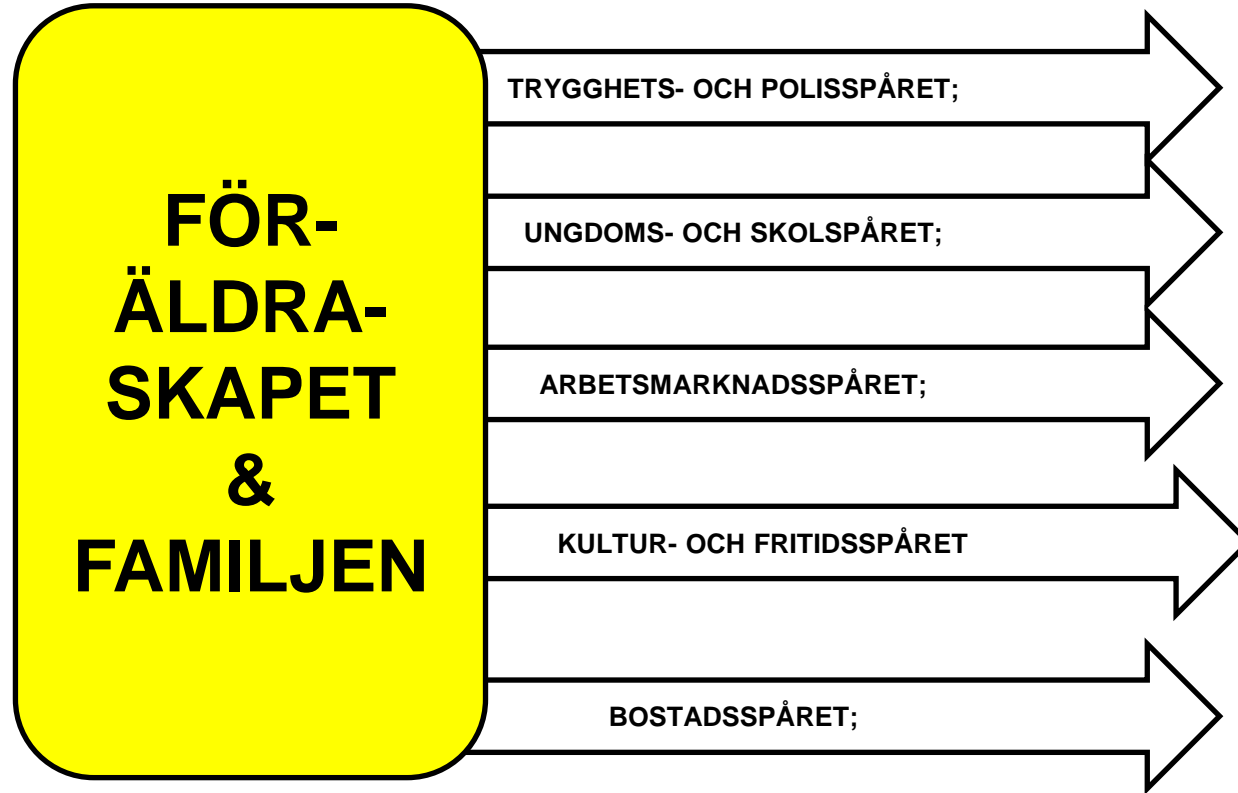 FÖR-
ÄLDRA-
SKAPET
&
FAMILJEN
TRYGGHETS- OCH POLISSPÅRET;
UNGDOMS- OCH SKOLSPÅRET;
ARBETSMARKNADSSPÅRET;
KULTUR- OCH FRITIDSSPÅRET
BOSTADSSPÅRET;